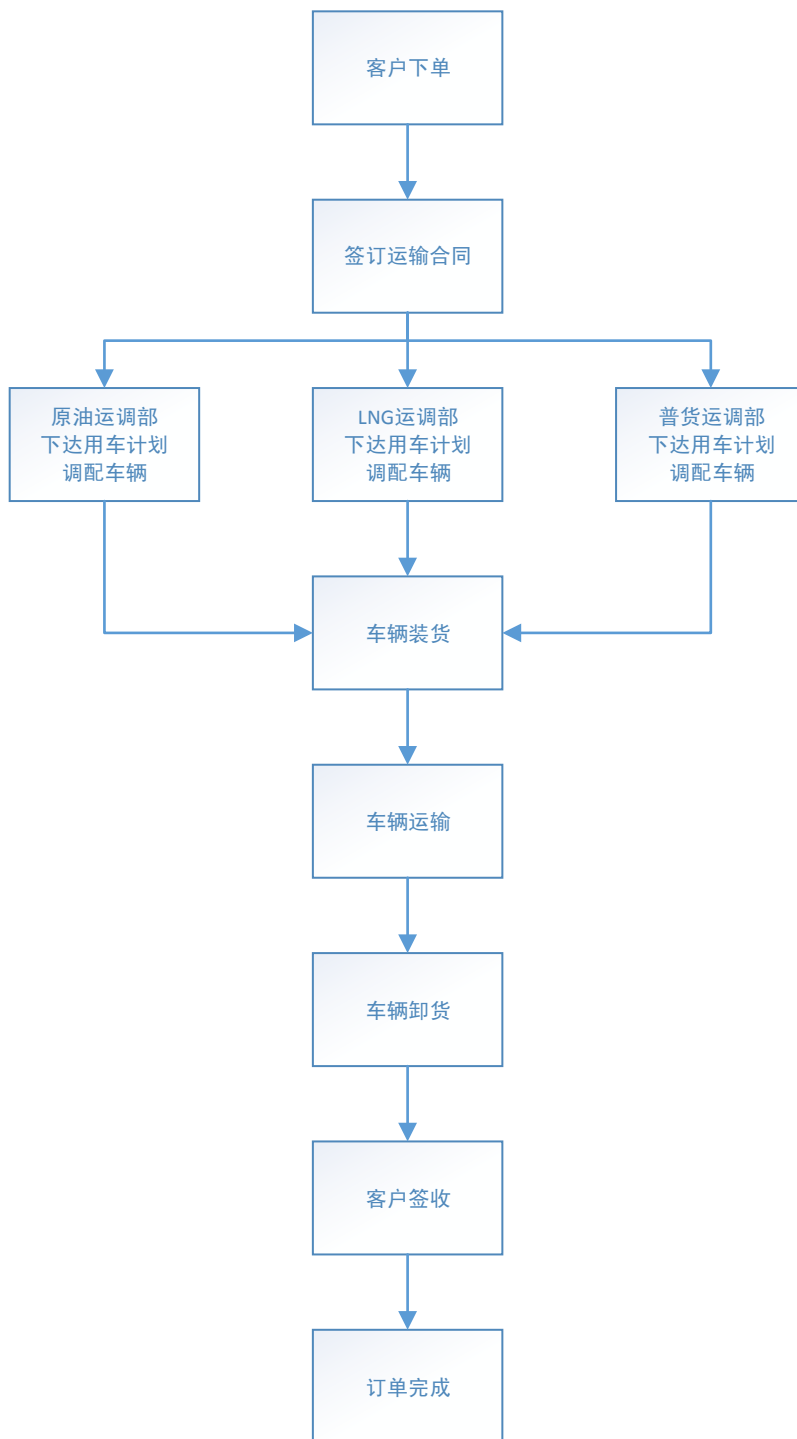 客户下单
签订运输合同
原油运调部
下达用车计划
调配车辆
LNG运调部
下达用车计划
调配车辆
普货运调部
下达用车计划
调配车辆
车辆装货
车辆运输
车辆卸货
客户签收
订单完成